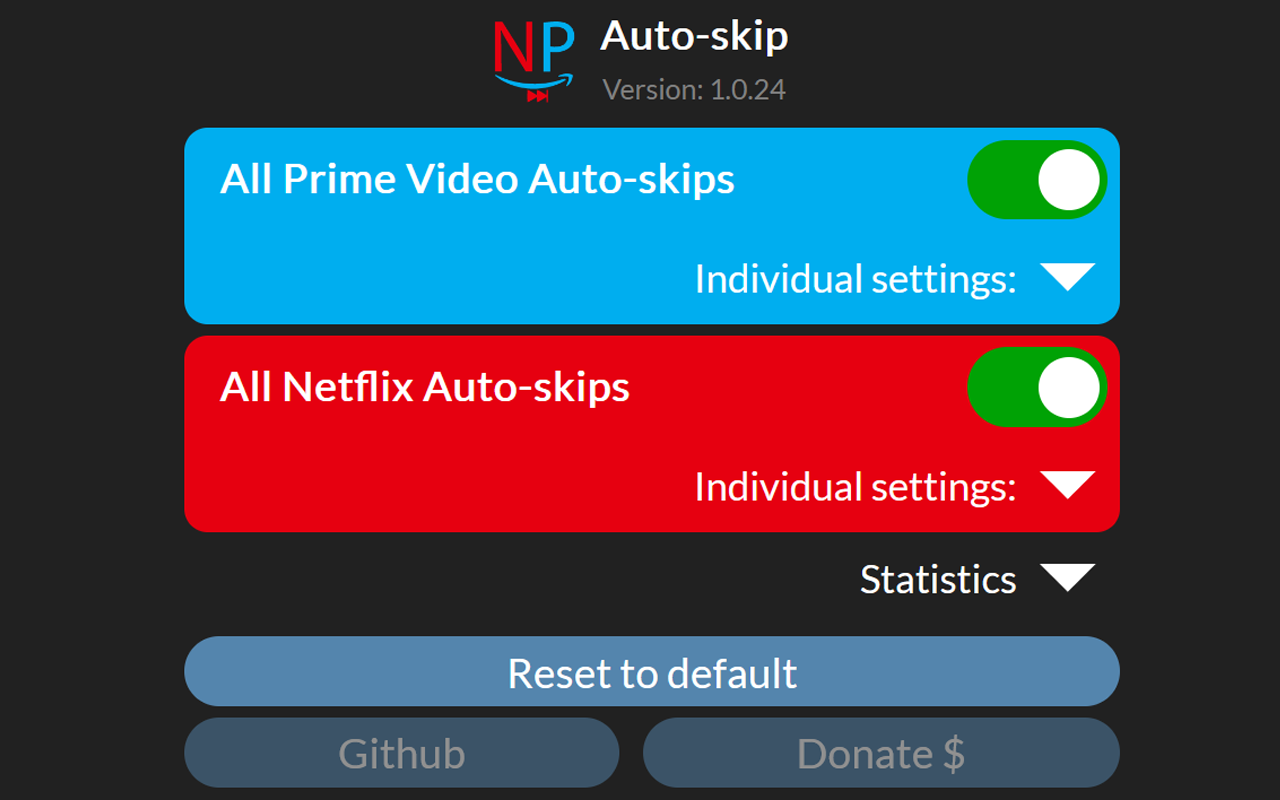 NP
Auto-skip
Version: 1.0.24
All Prime Video Auto-skips
Individual settings:
All Netflix Auto-skips
Individual settings:
Statistics
Reset to default
Github
Donate $